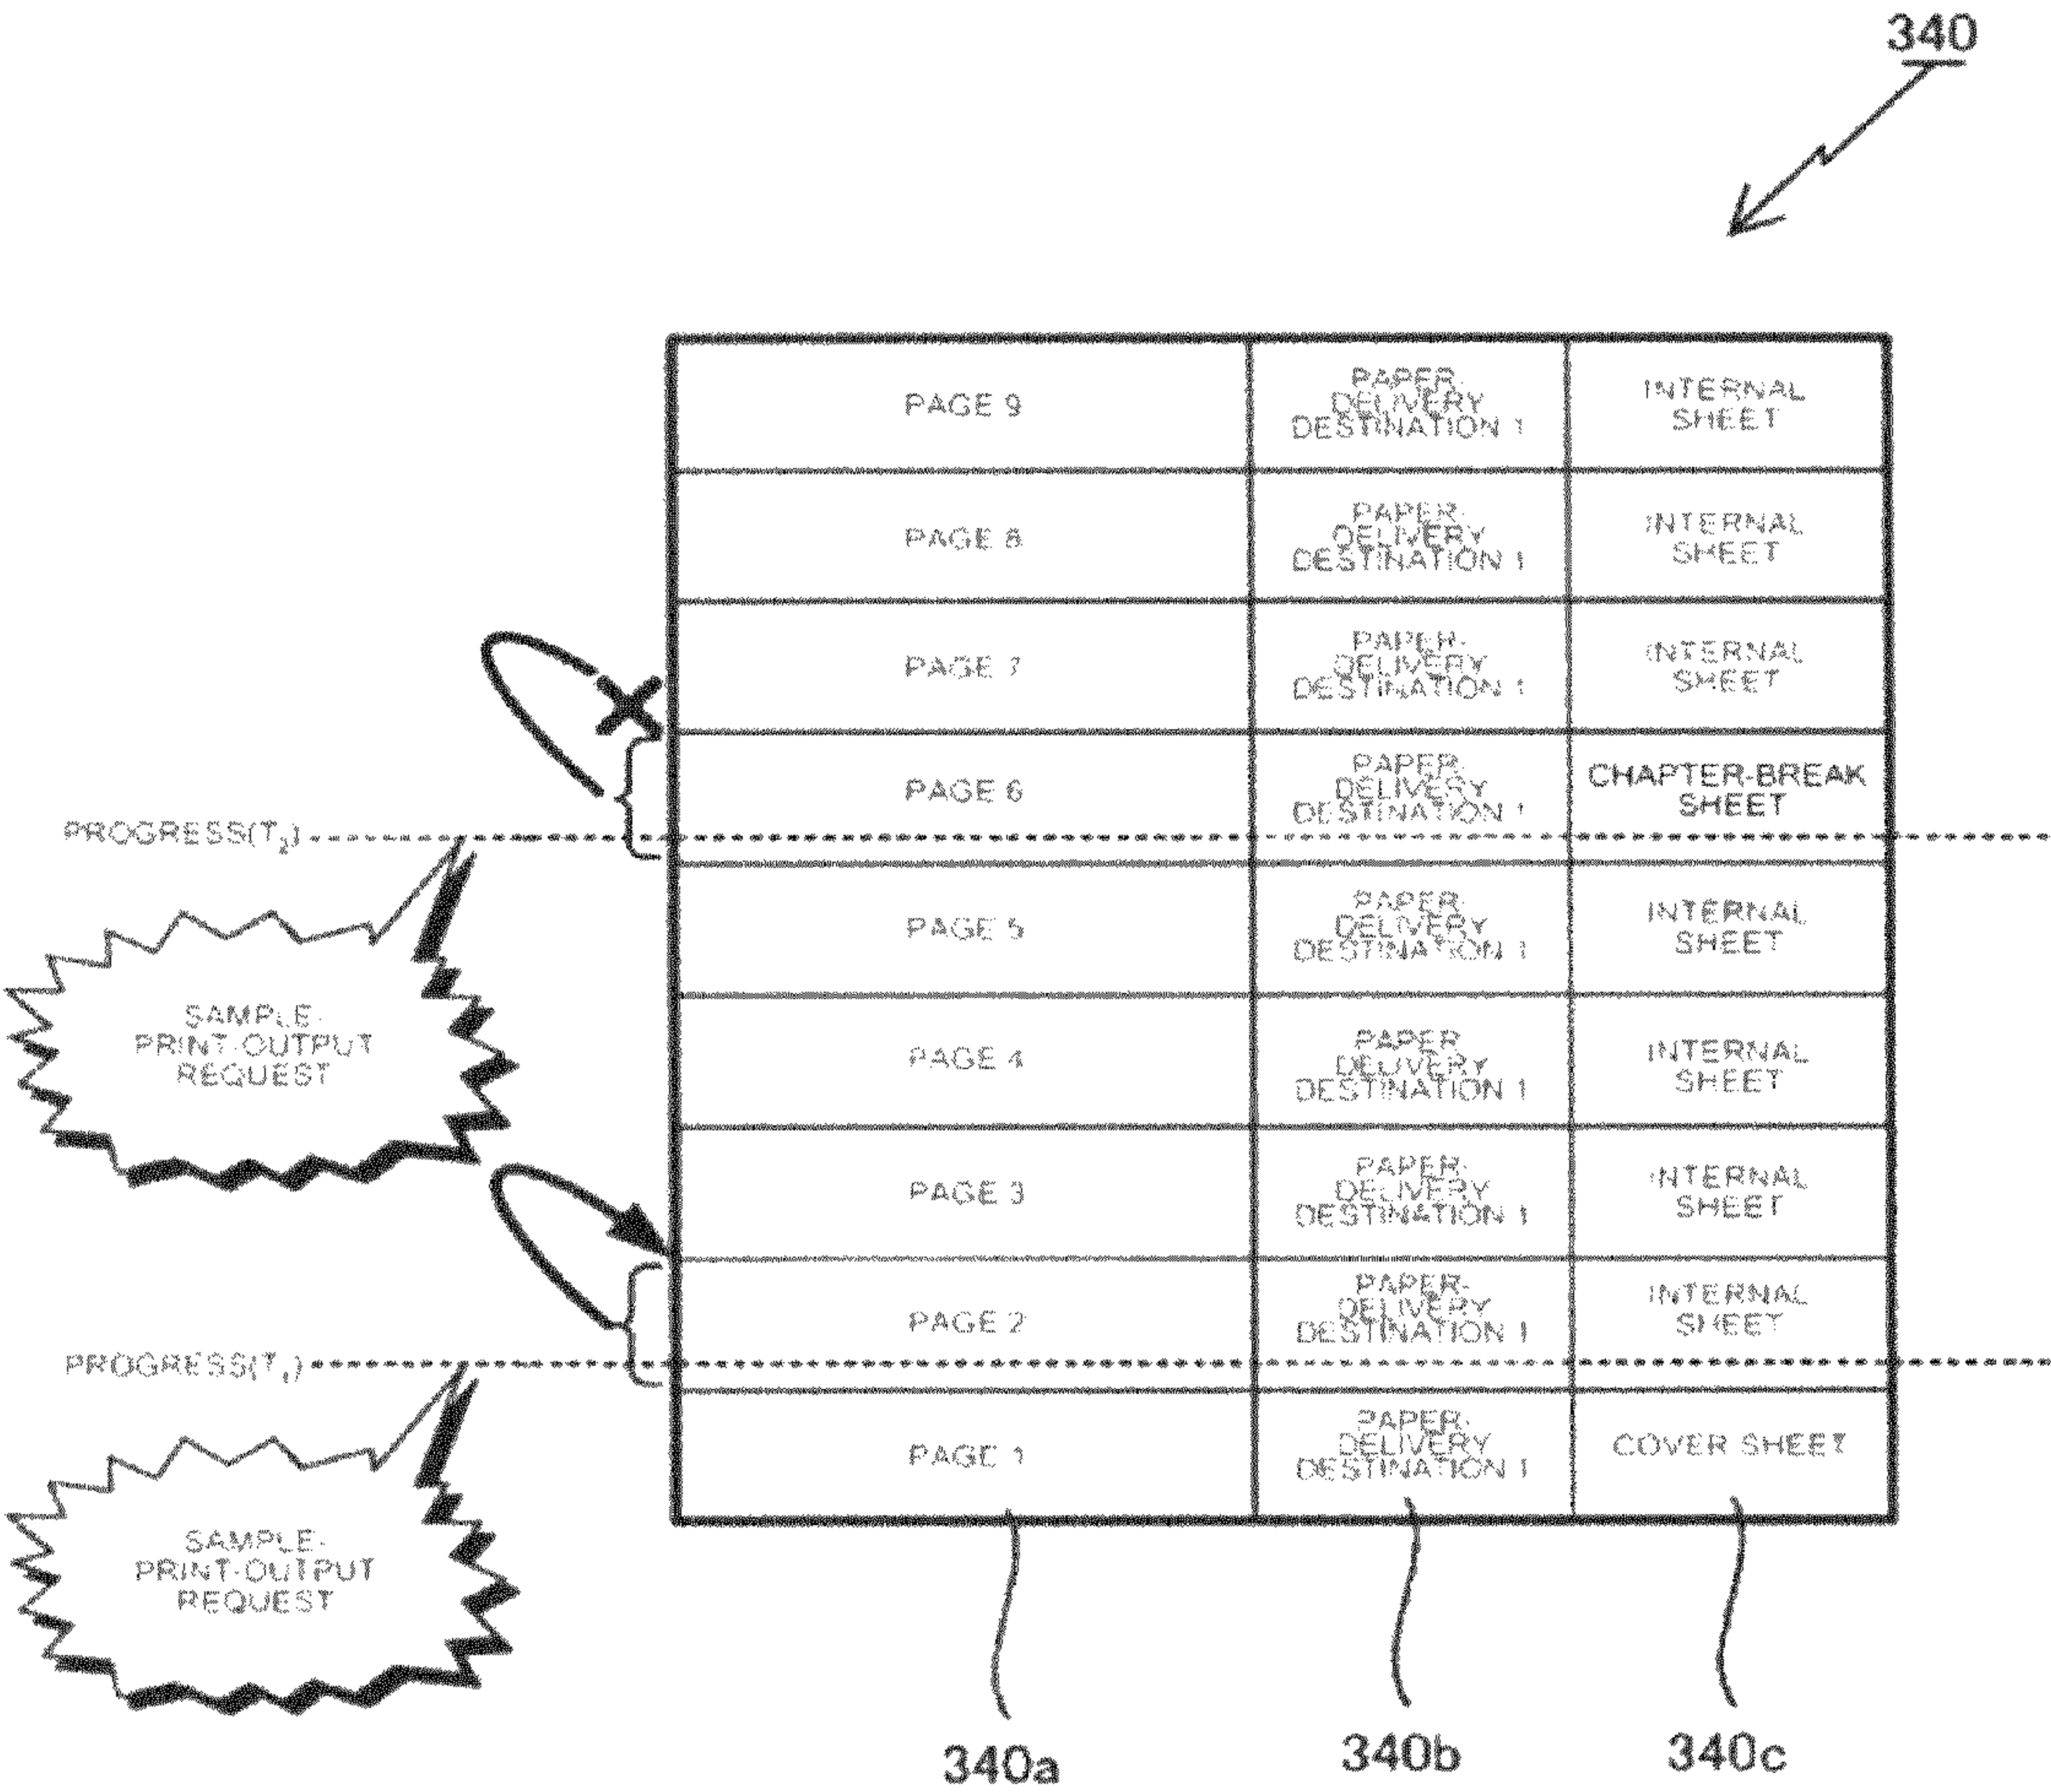 340
PAGE 9
PAPER-
DELIVERY
DESTINATION 1
INTERNAL
SHEET
PAGE 8
PAPER-
DELIVERY
DESTINATION 1
INTERNAL
SHEET
PAGE 7
PAPER-
DELIVERY
DESTINATION 1
INTERNAL
SHEET
PAGE 6
PAPER-
DELIVERY
DESTINATION 1
CHAPTER-BREAK
SHEET
PROGRESS(T2)
PAGE 5
PAPER-
DELIVERY
DESTINATION 1
INTERNAL
SHEET
SAMPLE-
PRINT-OUTPUT
REQUEST
PAGE 4
PAPER-
DELIVERY
DESTINATION 1
INTERNAL
SHEET
PAGE 3
PAPER-
DELIVERY
DESTINATION 1
INTERNAL
SHEET
PAGE 2
PAPER-
DELIVERY
DESTINATION 1
INTERNAL
SHEET
PROGRESS(T1)
PAGE 1
PAPER-
DELIVERY
DESTINATION 1
COVER SHEET
SAMPLE-
PRINT-OUTPUT
REQUEST
340a
340b
340c